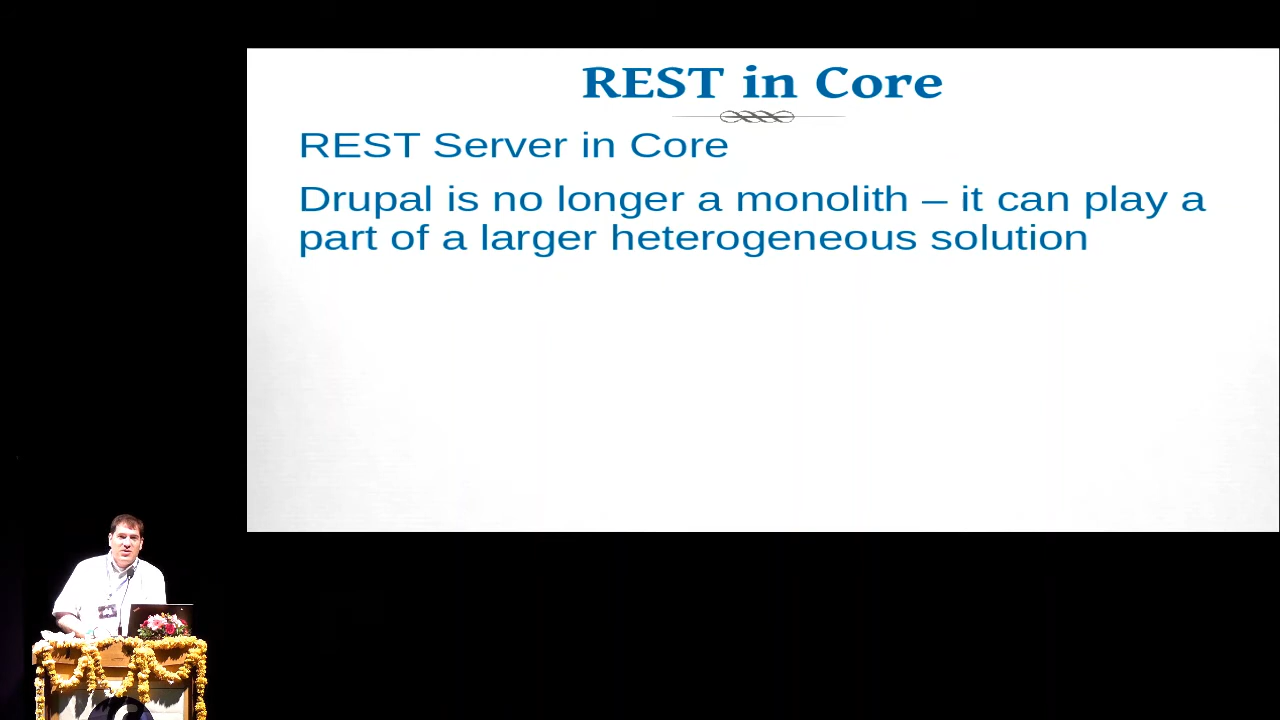 REST in Core
REST Server in Core
Drupal is no longer a monolith – it can play a
part of a larger heterogeneous solution